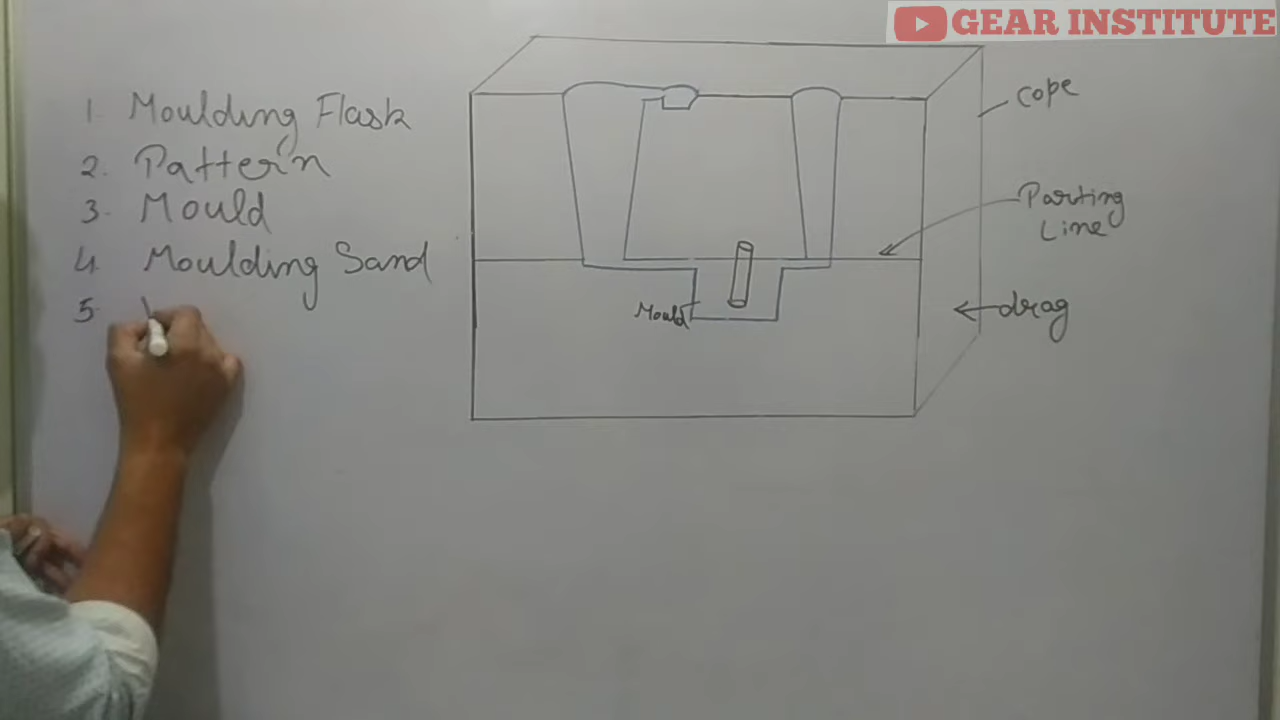 GEAR INSTITUTE
1. Moulding Flask
2. Pattern
3. Mould
4. Moulding Sand
5.
cope
Parting
Line
drag
Mould